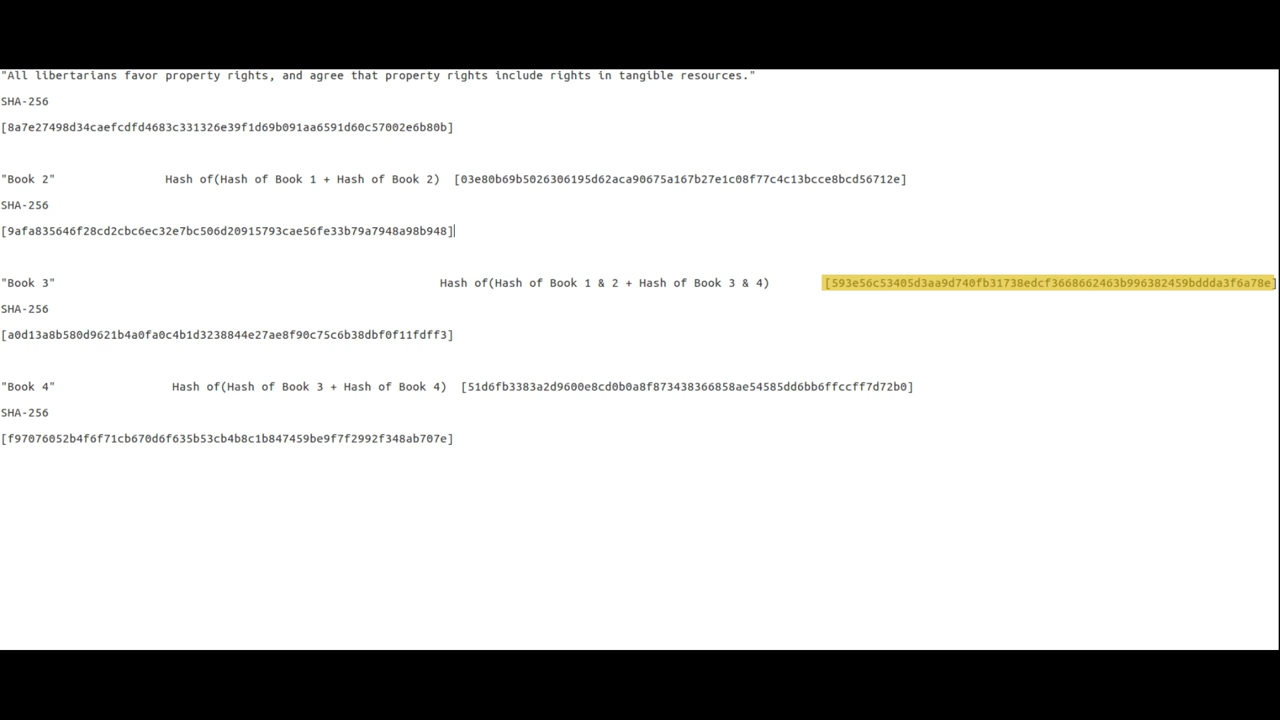 "All libertarians favor property rights, and agree that property rights include rights in tangible resources."
SHA-256
[8a7e27498d34caefcdfd4683c331326e39f1d69b091aa6591d60c57002e6b80b]
"Book 2" Hash of(Hash of Book 1 + Hash of Book 2) [03e80b69b5026306195d62aca90675a167b27e1c08f77c4c13bcce8bcd56712e]
SHA-256
[9afa835646f28cd2cbc6ec32e7bc506d20915793cae56fe33b79a7948a98b948]
"Book 3" Hash of(Hash of Book 1 & 2 + Hash of Book 3 & 4) [593e56c53405d3aa9d740fb31738edcf3668662463b996382459bddda3f6a78e]
SHA-256
[a0d13a8b580d9621b4a0fa0c4b1d3238844e27ae8f90c75c6b38dbf0f11fdff3]
"Book 4" Hash of(Hash of Book 3 + Hash of Book 4) [51d6fb3383a2d9600e8cd0b0a8f873438366858ae54585dd6bb6ffccff7d72b0]
SHA-256
[f97076052b4f6f71cb670d6f635b53cb4b8c1b847459be9f7f2992f348ab707e]